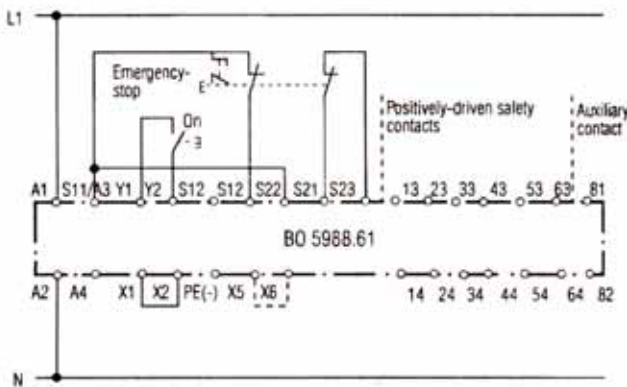 L1
Emergency-
stop
E
On
Positively-driven safety
contacts
Auxiliary
contact
A1 S11/A3 Y1 Y2 S12 S12 S22 S21 S23 13 23 33 43 53 63 81
BO 5988.61
A2 A4 X1 X2 PE(-) X5 X6 14 24 34 44 54 64 82
N